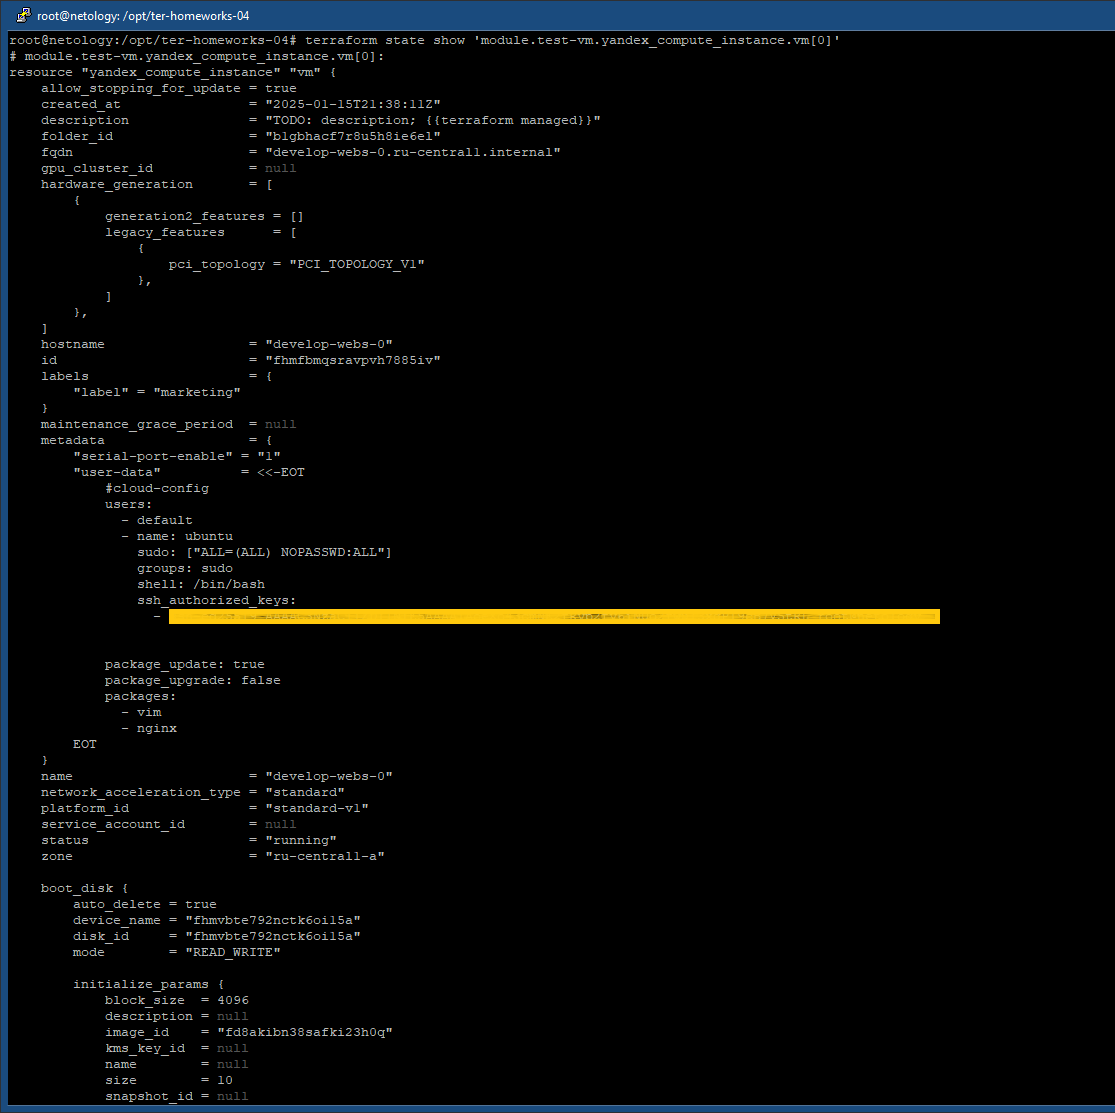 root@netology: /opt/ter-homeworks-04
root@netology:/opt/ter-homeworks-04# terraform state show 'module.test-vm.yandex_compute_instance.vm[0]'
# module.test-vm.yandex_compute_instance.vm[0]:
resource "yandex_compute_instance" "vm" {
    allow_stopping_for_update = true
    created_at                = "2025-01-15T21:38:11Z"
    description               = "TODO: description; {{terraform managed}}"
    folder_id                 = "b1gbhacf7r8u5h8ie6el"
    fqdn                      = "develop-webs-0.ru-central1.internal"
    gpu_cluster_id            = null
    hardware_generation       = [
        {
            generation2_features = []
            legacy_features      = [
                {
                    pci_topology = "PCI_TOPOLOGY_V1"
                },
            ]
        },
    ]
    hostname                  = "develop-webs-0"
    id                        = "fhmfbmqsravpvh7885iv"
    labels                    = {
        "label" = "marketing"
    }
    maintenance_grace_period  = null
    metadata                  = {
        "serial-port-enable" = "1"
        "user-data"          = <<-EOT
            #cloud-config
            users:
              - default
              - name: ubuntu
                sudo: ["ALL=(ALL) NOPASSWD:ALL"]
                groups: sudo
                shell: /bin/bash
                ssh_authorized_keys:
                  -
            package_update: true
            package_upgrade: false
            packages:
              - vim
              - nginx
        EOT
    }
    name                      = "develop-webs-0"
    network_acceleration_type = "standard"
    platform_id               = "standard-v1"
    service_account_id        = null
    status                    = "running"
    zone                      = "ru-central1-a"
    boot_disk {
        auto_delete = true
        device_name = "fhmvbte792nctk6oi15a"
        disk_id     = "fhmvbte792nctk6oi15a"
        mode        = "READ_WRITE"
        initialize_params {
            block_size  = 4096
            description = null
            image_id    = "fd8akibn38safki23h0q"
            kms_key_id  = null
            name        = null
            size        = 10
            snapshot_id = null